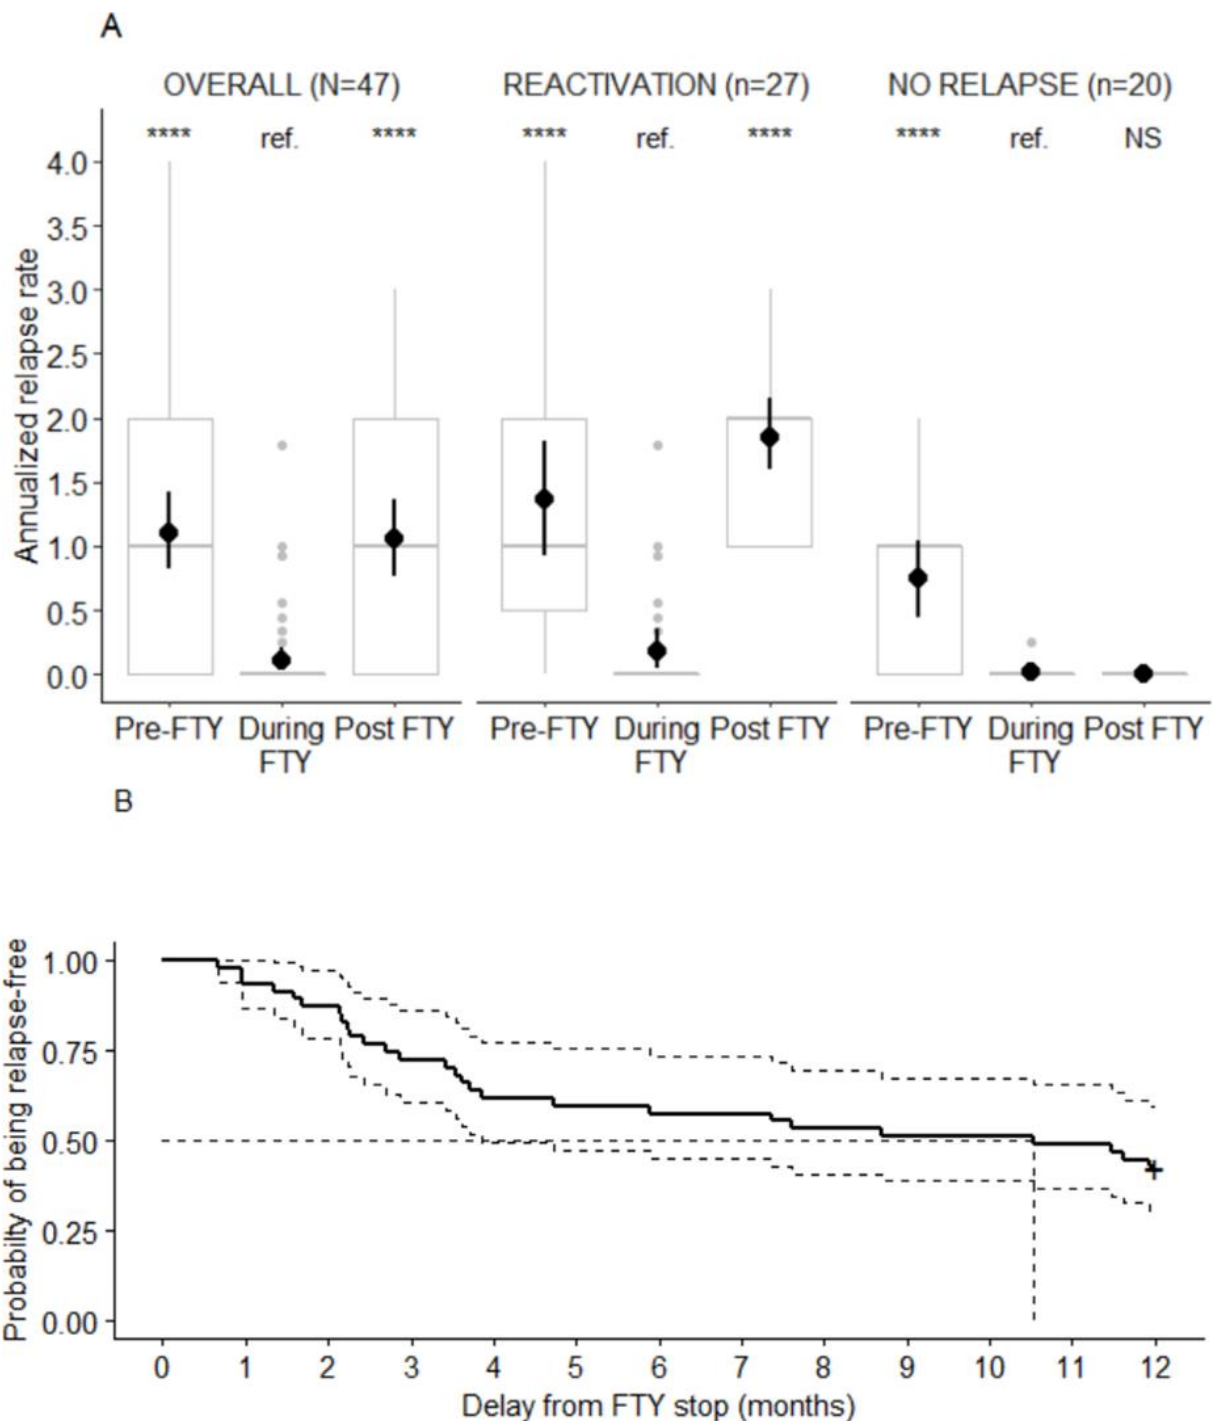 A
OVERALL (N=47) REACTIVATION (n=27) NO RELAPSE (n=20)
**** ref. **** **** ref. **** **** ref. NS
Annualized relapse rate
4.0
3.5
3.0
2.5
2.0
1.5
1.0
0.5
0.0
Pre-FTY During Post FTY Pre-FTY During Post FTY Pre-FTY During Post FTY
FTY FTY FTY
B
Probabilty of being relapse-free
1.00
0.75
0.50
0.25
0.00
0 1 2 3 4 5 6 7 8 9 10 11 12
Delay from FTY stop (months)